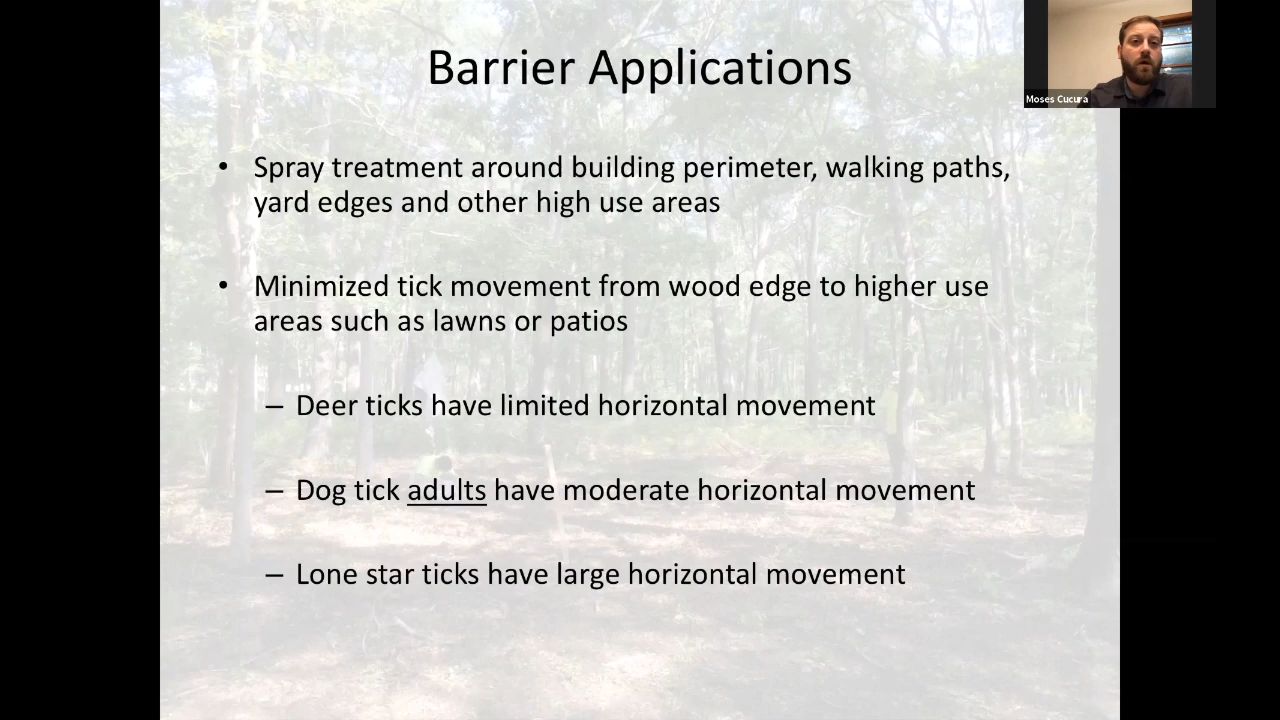 Barrier Applications
Moses Cucura
• Spray treatment around building perimeter, walking paths,
yard edges and other high use areas
• Minimized tick movement from wood edge to higher use
areas such as lawns or patios
– Deer ticks have limited horizontal movement
– Dog tick adults have moderate horizontal movement
– Lone star ticks have large horizontal movement